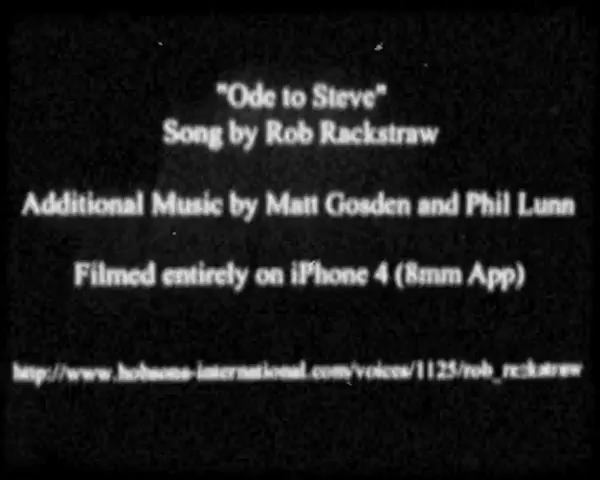 "Ode to Steve"
Song by Rob Rackstraw
Additional Music by Matt Gosden and Phil Lunn
Filmed entirely on iPhone 4 (8mm App)
http://www.hobsons-international.com/voices/1125/rob_rackstraw